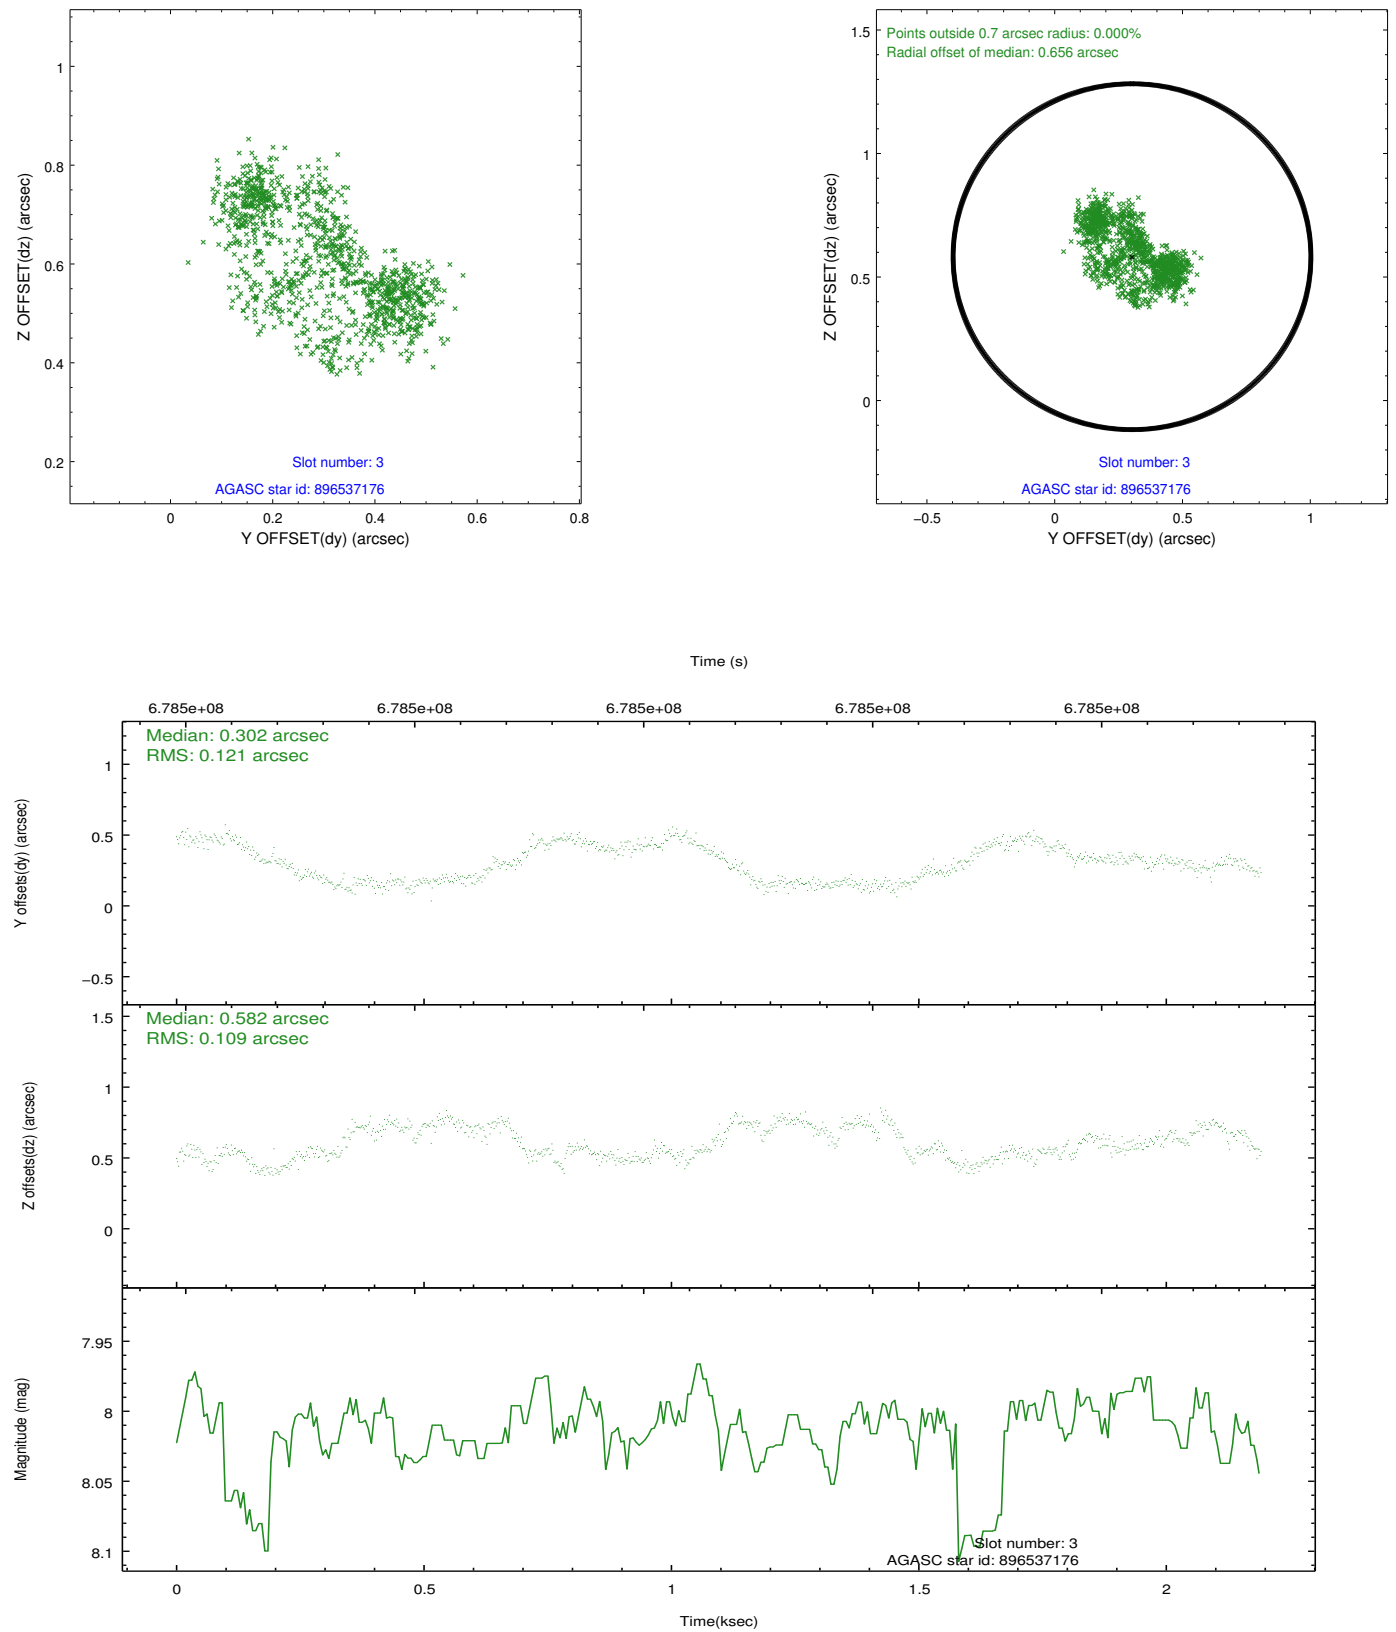 1
0.8
0.6
0.4
0.2
0
0.2
0.4
0.6
0.8
Z OFFSET(dz) (arcsec)
Y OFFSET(dy) (arcsec)
Slot number: 3
AGASC star id: 896537176
Points outside 0.7 arcsec radius: 0.000%
Radial offset of median: 0.656 arcsec
1.5
1
0.5
0
−0.5
0
0.5
1
Z OFFSET(dz) (arcsec)
Y OFFSET(dy) (arcsec)
Slot number: 3
AGASC star id: 896537176
Time (s)
6.785e+08 6.785e+08 6.785e+08 6.785e+08 6.785e+08
Median: 0.302 arcsec
RMS: 0.121 arcsec
1
0.5
0
−0.5
Y offsets(dy) (arcsec)
Median: 0.582 arcsec
RMS: 0.109 arcsec
1.5
1
0.5
0
Z offsets(dz) (arcsec)
7.95
8
8.05
8.1
Magnitude (mag)
Slot number: 3
AGASC star id: 896537176
0 0.5 1 1.5 2
Time(ksec)